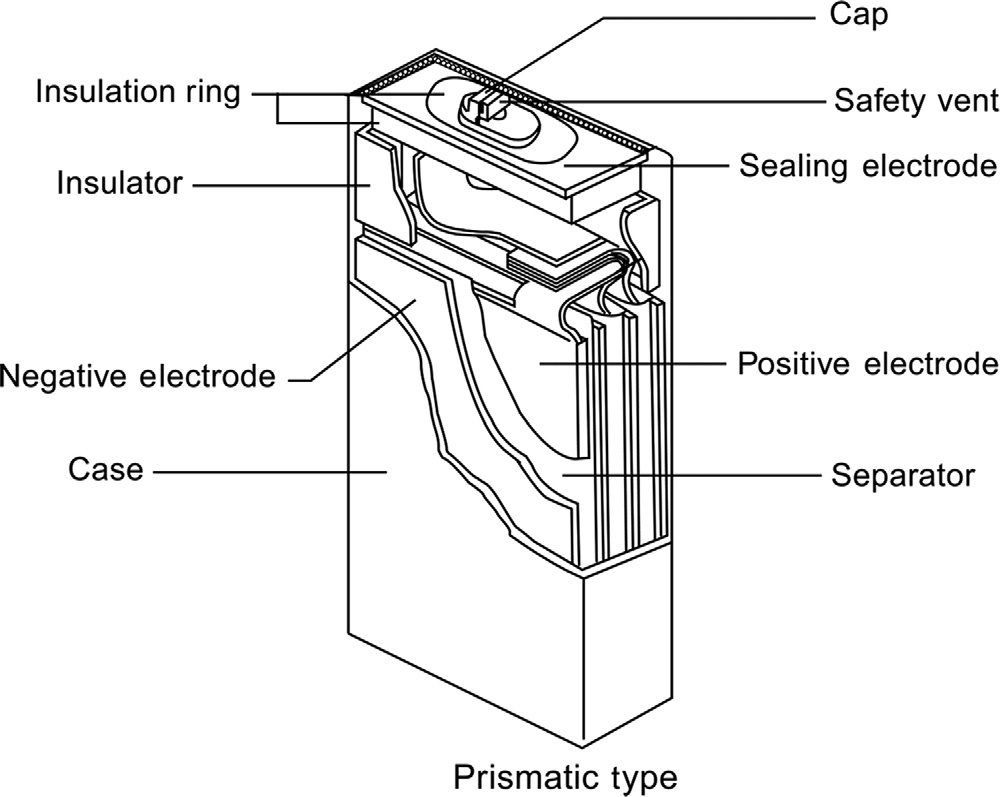 Cap
Insulation ring
Safety vent
Sealing electrode
Insulator
Negative electrode
Positive electrode
Case
Separator
Prismatic type